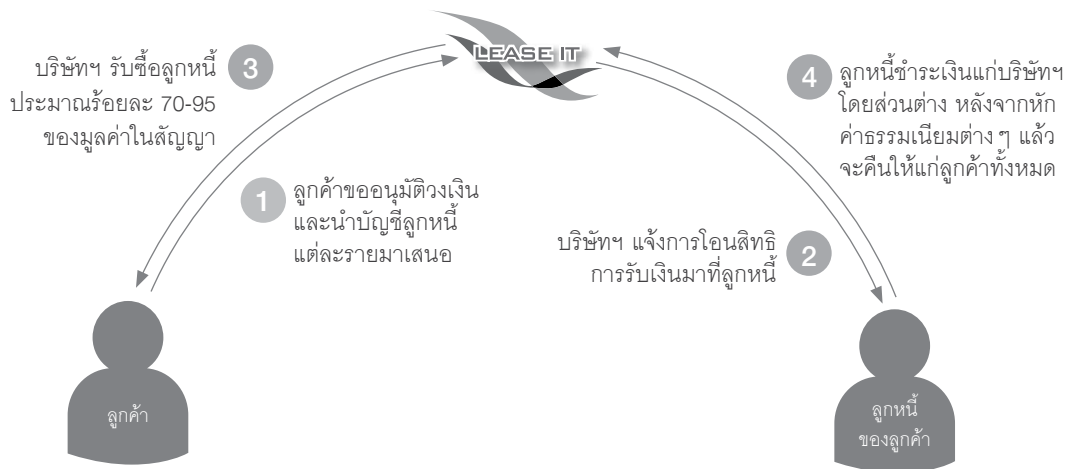 LEASE IT
3
บริษัทฯ รับซื้อลูกหนี้
ประมาณร้อยละ 70-95
ของมูลค่าในสัญญา
1
ลูกค้าขออนุมัติวงเงิน
และนำบัญชีลูกหนี้
แต่ละรายมาเสนอ
4
ลูกหนี้ชำระเงินแก่บริษัทฯ
โดยส่วนต่าง หลังจากหัก
ค่าธรรมเนียมต่าง ๆ แล้ว
จะคืนให้แก่ลูกค้าทั้งหมด
2
บริษัทฯ แจ้งการโอนสิทธิ
การรับเงินมาที่ลูกหนี้
ลูกค้า
ลูกหนี้
ของลูกค้า